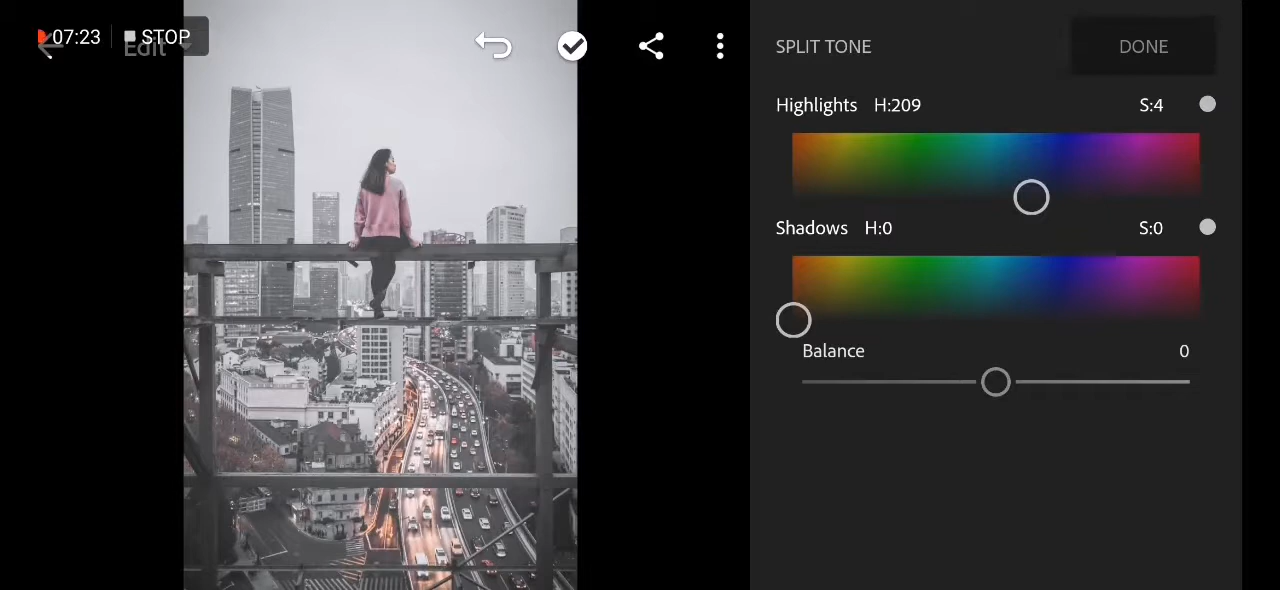 07:23 STOP
Edit
SPLIT TONE
DONE
Highlights H:209 S:4
Shadows H:0 S:0
Balance 0